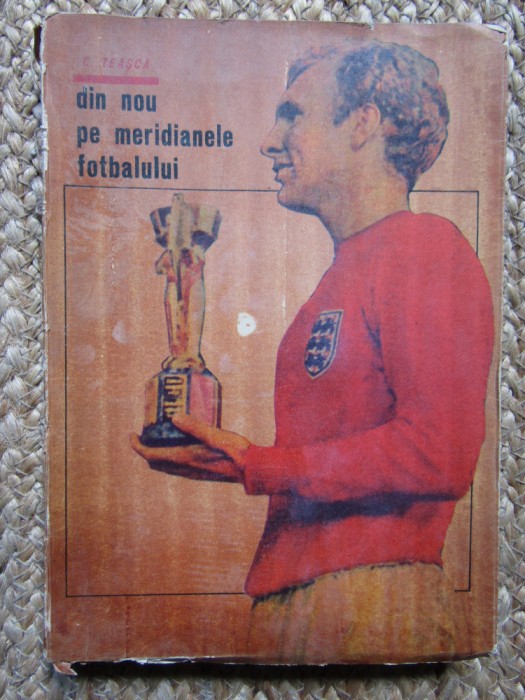 C. TEAȘCĂ
din nou
pe meridianele
fotbalului